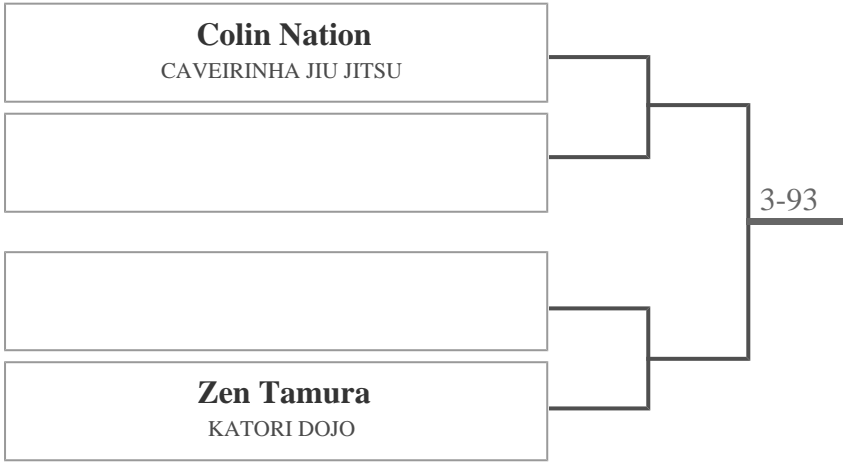 Colin Nation
CAVEIRINHA JIU JITSU
3-93
Zen Tamura
KATORI DOJO